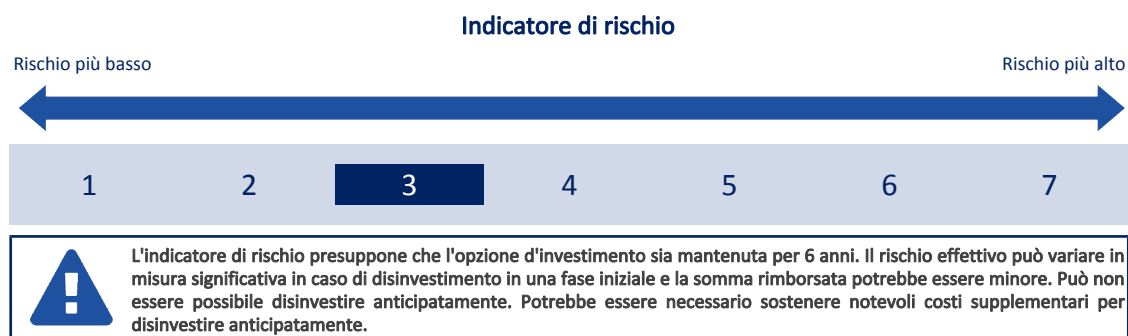 Indicatore di rischio
Rischio più basso Rischio più alto
1 2 3 4 5 6 7
L'indicatore di rischio presuppone che l'opzione d'investimento sia mantenuta per 6 anni. Il rischio effettivo può variare in
misura significativa in caso di disinvestimento in una fase iniziale e la somma rimborsata potrebbe essere minore. Può non
essere possibile disinvestire anticipatamente. Potrebbe essere necessario sostenere notevoli costi supplementari per
disinvestire anticipatamente.